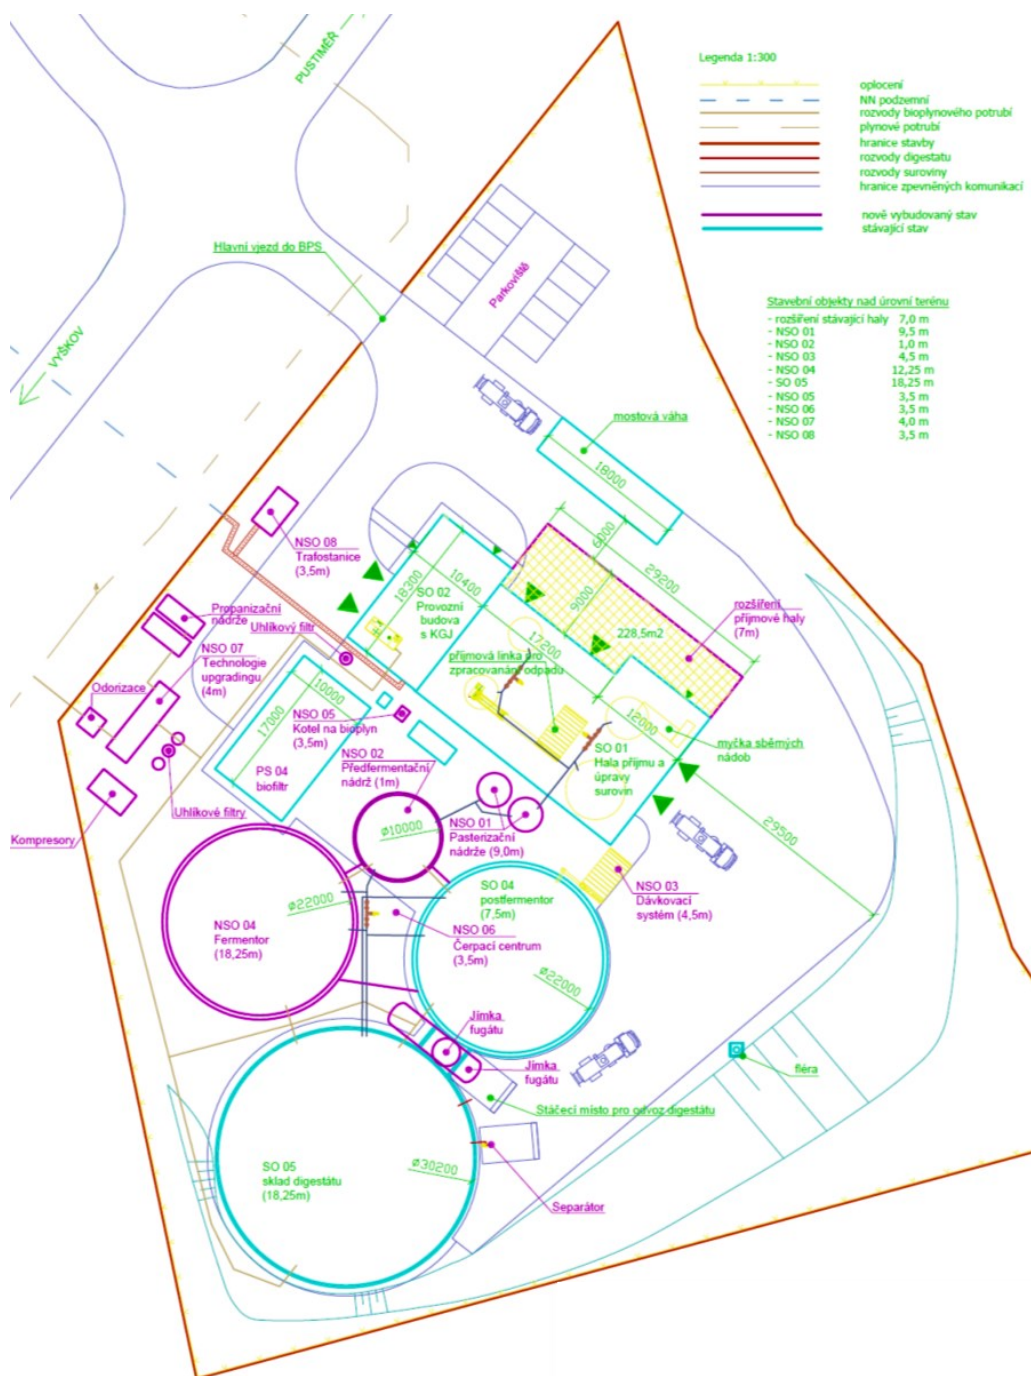 PUSTIMĚŘ
Legenda 1:300
oplocení
NN podzemní
rozvody bioplynového potrubí
plynové potrubí
hranice stavby
rozvody digestatu
rozvody suroviny
hranice zpevněných komunikací
nově vybudovaný stav
stávající stav
Hlavní vjezd do BPS
Parkoviště
Stavební objekty nad úrovní terénu
- rozšíření stávající haly 7,0 m
- NSO 01 9,5 m
- NSO 02 1,0 m
- NSO 03 4,5 m
- NSO 04 12,25 m
- SO 05 18,25 m
- NSO 05 3,5 m
- NSO 06 3,5 m
- NSO 07 4,0 m
- NSO 08 3,5 m
VYŠKOV
mostová váha
18000
6000
29200
NSO 08
Trafostanice
(3,5m)
18300
10400
SO 02
Provozní
budova
s KGJ
9000
228,5m2
17200
rozšíření
příjmové haly
(7m)
Propanizační
nádrže
Uhlíkový filtr
NSO 07
Technologie
upgradingu
(4m)
příjmová linka pro
zpracovanání odpadu
Odorizace
10000
17000
NSO 05
Kotel na bioplyn
(3,5m)
12000
SO 01
Hala příjmu a
úpravy
surovin
myčka sběrných
nádob
NSO 02
Předfermentační
nádrž (1m)
PS 04
biofiltr
Uhlíkové filtry
Kompresory
ø10000
NSO 01
Pasterizační
nádrže (9,0m)
29500
NSO 03
Dávkovací
systém (4,5m)
SO 04
postfermentor
(7,5m)
ø22000
NSO 04
Fermentor
(18,25m)
NSO 06
Čerpací centrum
(3,5m)
ø22000
Jímka
fugátu
Jímka
fugátu
fléra
Stáčecí místo pro odvoz digestátu
SO 05
sklad digestátu
(18,25m)
ø30200
Separátor